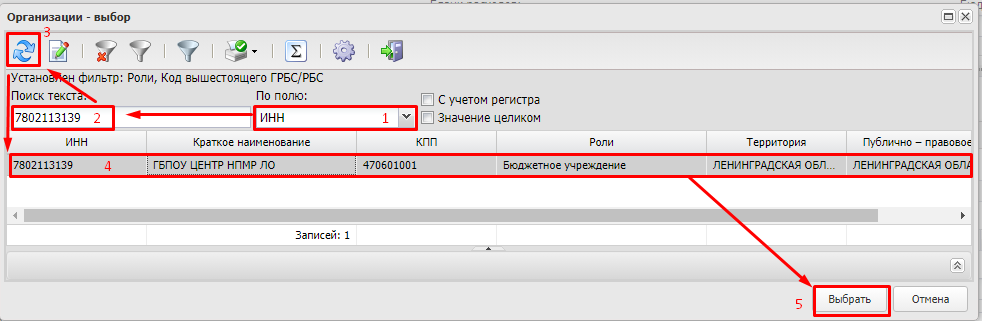 Организации - выбор
3
Установлен фильтр: Роли, Код вышестоящего ГРБС/РБС
Поиск текста:
По полю:
С учетом регистра
7802113139 2
ИНН 1
Значение целиком
ИНН Краткое наименование КПП Роли Территория Публично – правовое
7802113139 4 ГБПОУ ЦЕНТР НПМР ЛО 470601001 Бюджетное учреждение ЛЕНИНГРАДСКАЯ ОБЛ... ЛЕНИНГРАДСКАЯ ОБЛА
Записей: 1
5 Выбрать Отмена